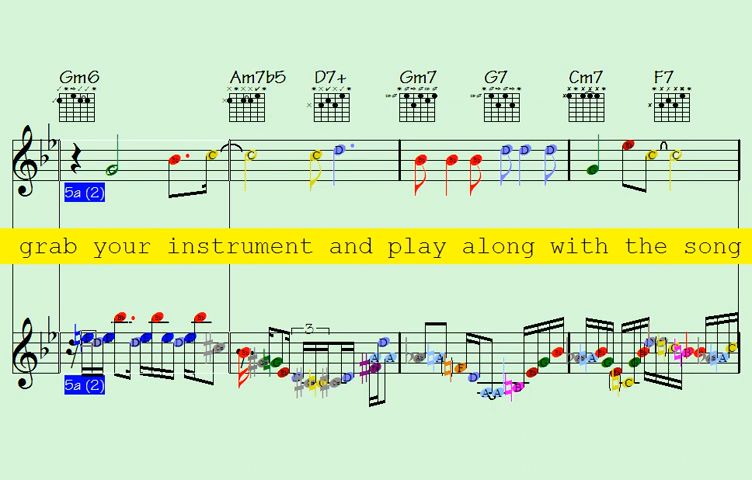 Gm6 Am7b5 D7+ Gm7 G7 Cm7 F7
5a (2)
grab your instrument and play along with the song
3
5a (2)